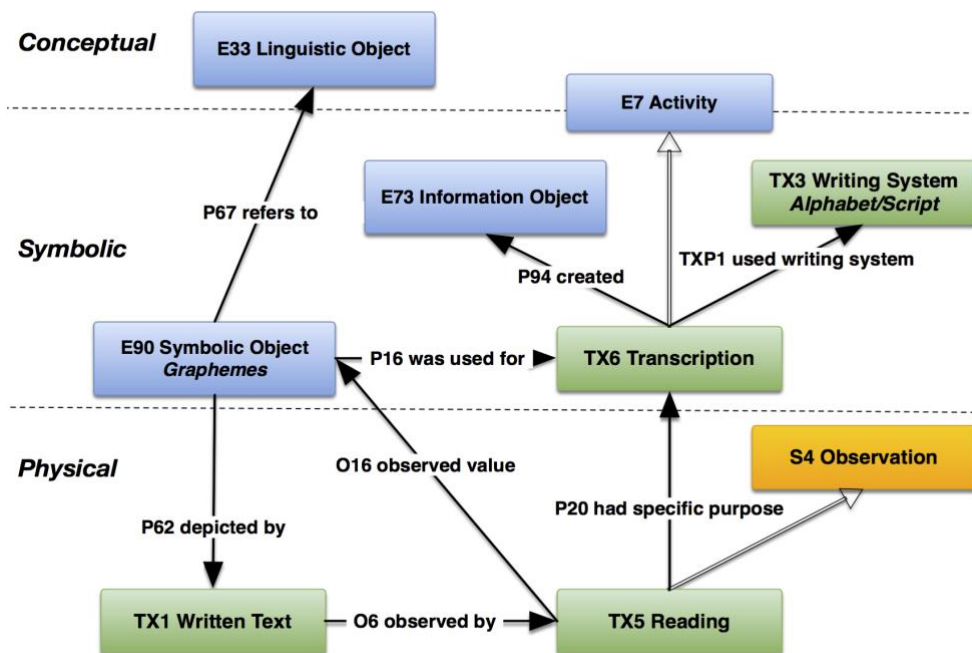 Conceptual
E33 Linguistic Object
E7 Activity
E73 Information Object
TX3 Writing System
Alphabet/Script
P67 refers to
Symbolic
P94 created
TXP1 used writing system
E90 Symbolic Object
Graphemes
P16 was used for
TX6 Transcription
Physical
O16 observed value
S4 Observation
P20 had specific purpose
P62 depicted by
TX1 Written Text
O6 observed by
TX5 Reading